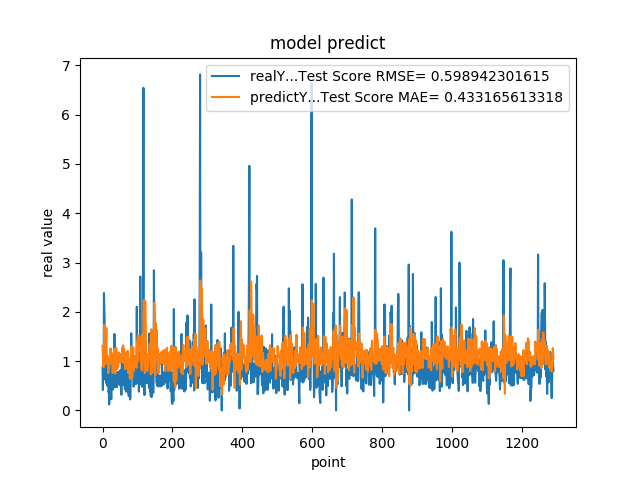 model predict
realY...Test Score RMSE= 0.598942301615
predictY...Test Score MAE= 0.433165613318
real value
7
6
5
4
3
2
1
0
0 200 400 600 800 1000 1200
point